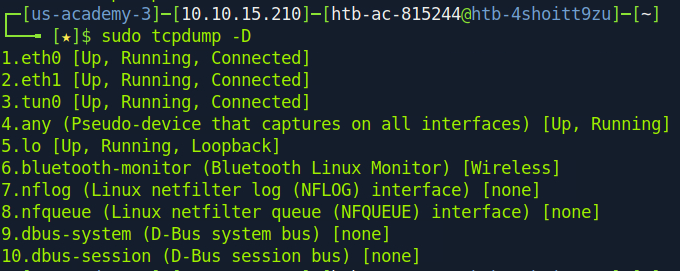 ┌─[us-academy-3]─[10.10.15.210]─[htb-ac-815244@htb-4shoitt9zu]─[~]
└──╼ [★]$ sudo tcpdump -D
1.eth0 [Up, Running, Connected]
2.eth1 [Up, Running, Connected]
3.tun0 [Up, Running, Connected]
4.any (Pseudo-device that captures on all interfaces) [Up, Running]
5.lo [Up, Running, Loopback]
6.bluetooth-monitor (Bluetooth Linux Monitor) [Wireless]
7.nflog (Linux netfilter log (NFLOG) interface) [none]
8.nfqueue (Linux netfilter queue (NFQUEUE) interface) [none]
9.dbus-system (D-Bus system bus) [none]
10.dbus-session (D-Bus session bus) [none]